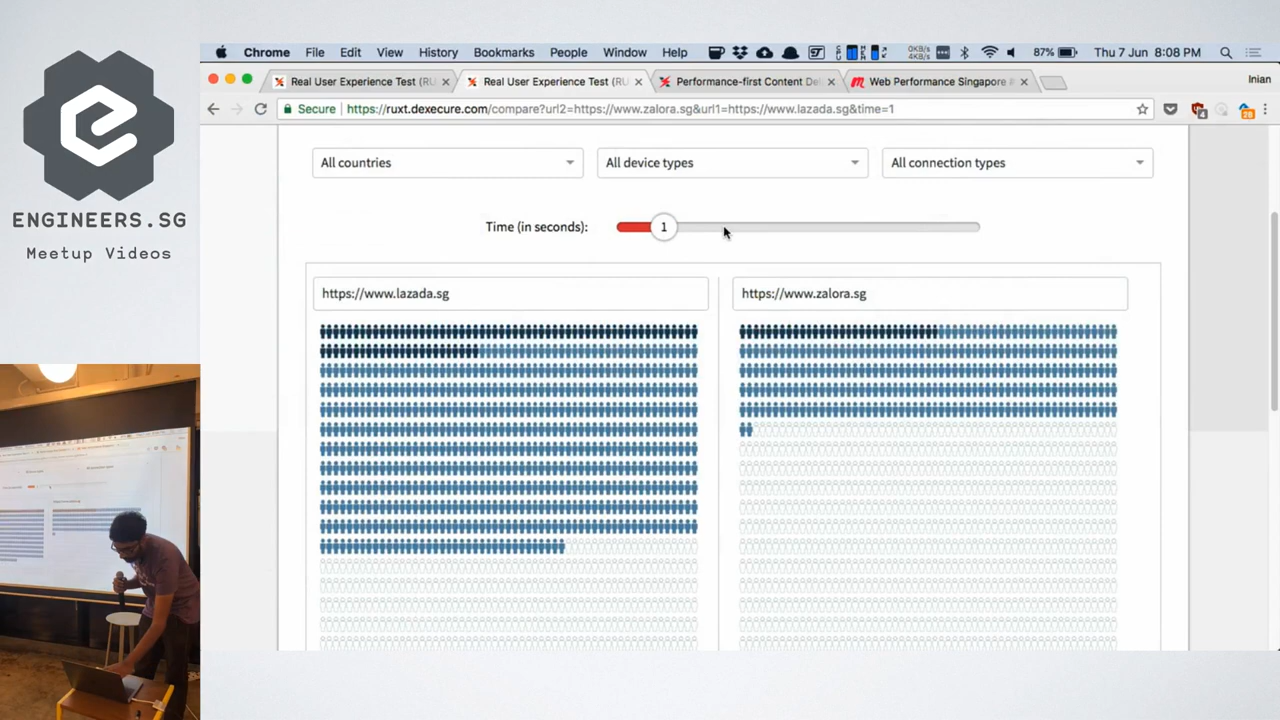 ENGINEERS.SG
Meetup Videos
Chrome File Edit View History Bookmarks People Window Help 0KB/s 0KB/s 87% Thu 7 Jun 8:08 PM
Real User Experience Test (RU Real User Experience Test (RU Performance-first Content Del Web Performance Singapore # Inian
Secure https://ruxt.dexecure.com/compare?url2=https://www.zalora.sg&url1=https://www.lazada.sg&time=1
All countries All device types All connection types
Time (in seconds): 1
https://www.lazada.sg https://www.zalora.sg